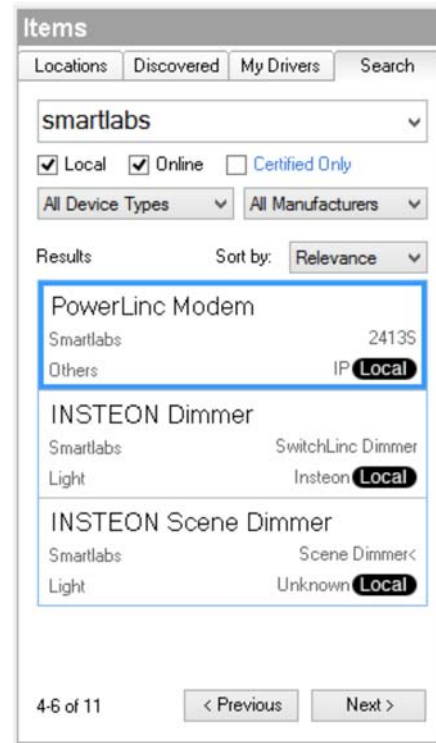 Items
Locations Discovered My Drivers Search
smartlabs
Local Online Certified Only
All Device Types All Manufacturers
Results Sort by: Relevance
PowerLinc Modem
Smartlabs 2413S
Others IP Local
INSTEON Dimmer
Smartlabs SwitchLinc Dimmer
Light Insteon Local
INSTEON Scene Dimmer
Smartlabs Scene Dimmer<
Light Unknown Local
4-6 of 11 < Previous Next >